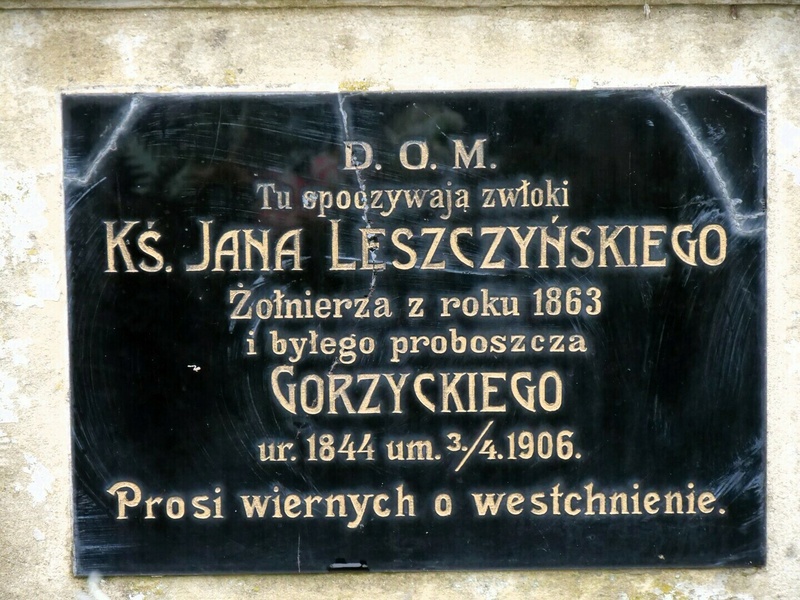 D. O. M.
Tu spoczywają zwłoki
Kś. JANA LESZCZYŃSKIEGO
Żołnierza z roku 1863
i byłego proboszcza
GORZYCKIEGO
ur. 1844 um. 3./4.1906.
Prosi wiernych o westchnienie.